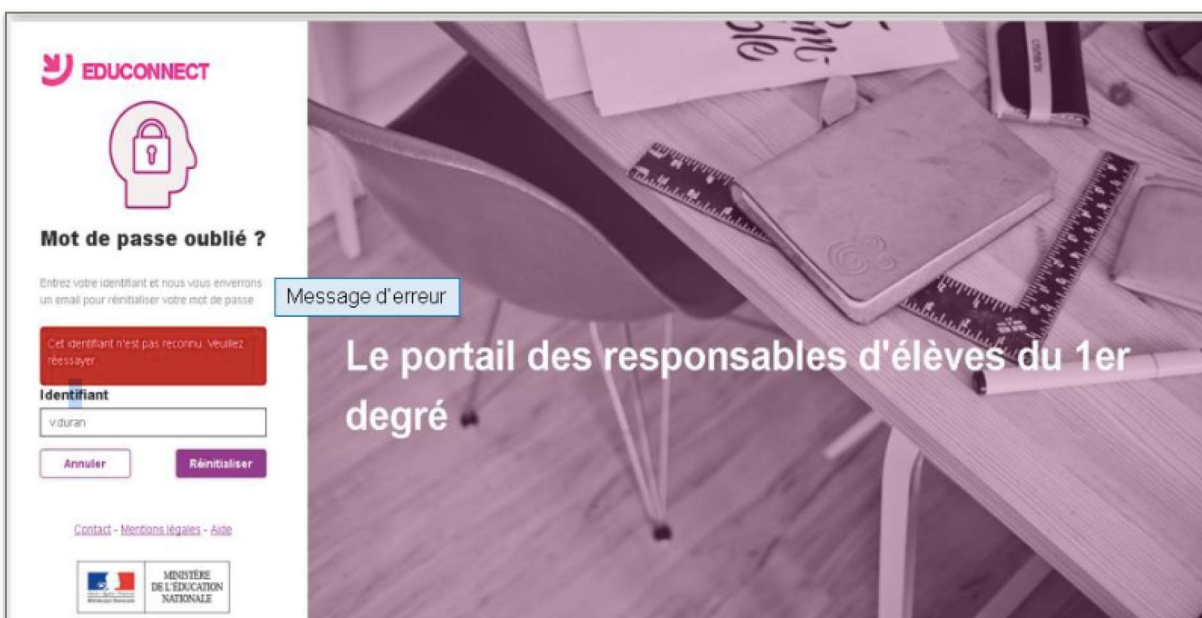 EDUCONNECT
Mot de passe oublié ?
Entrez votre identifiant et nous vous enverrons
un email pour réinitialiser votre mot de passe
Message d'erreur
Cet identifiant n'est pas reconnu. Veuillez
réessayer.
Identifiant
v.duran
Annuler Réinitialiser
Contact - Mentions légales - Aide
MINISTÈRE
DE L'ÉDUCATION
NATIONALE
Le portail des responsables d'élèves du 1er
degré